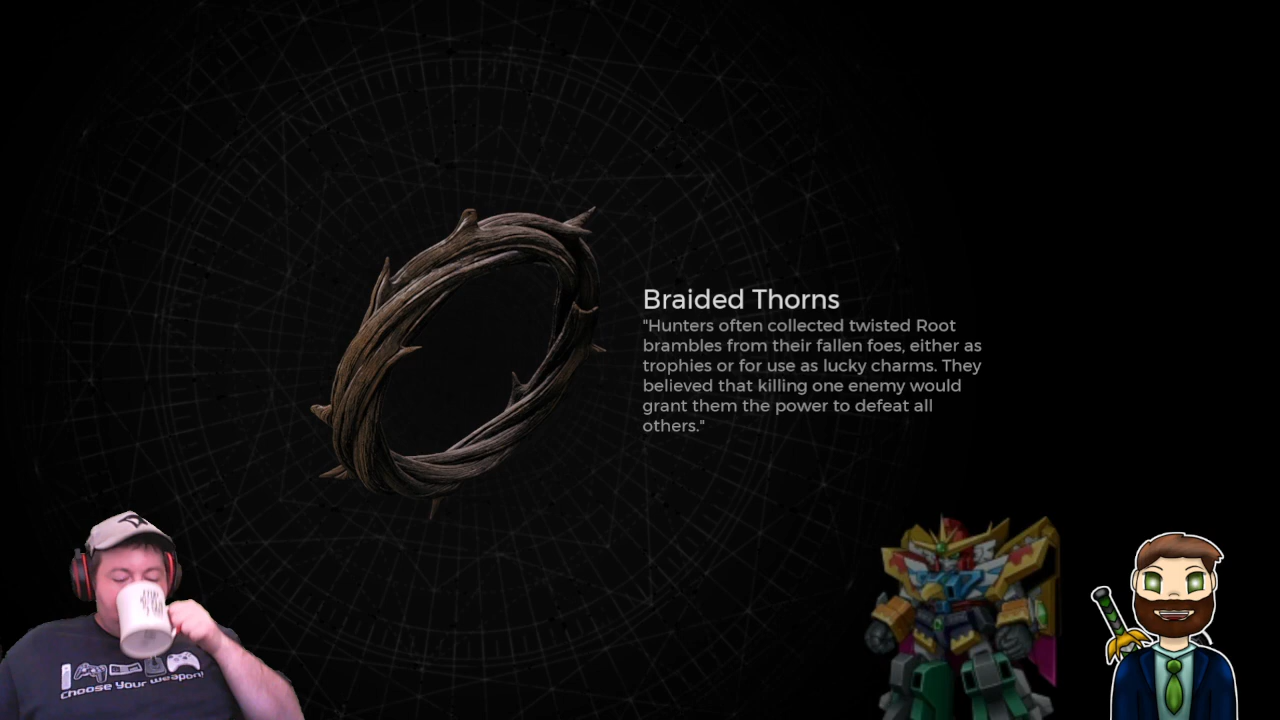 Braided Thorns
"Hunters often collected twisted Root
brambles from their fallen foes, either as
trophies or for use as lucky charms. They
believed that killing one enemy would
grant them the power to defeat all
others."
Choose Your Weapon!